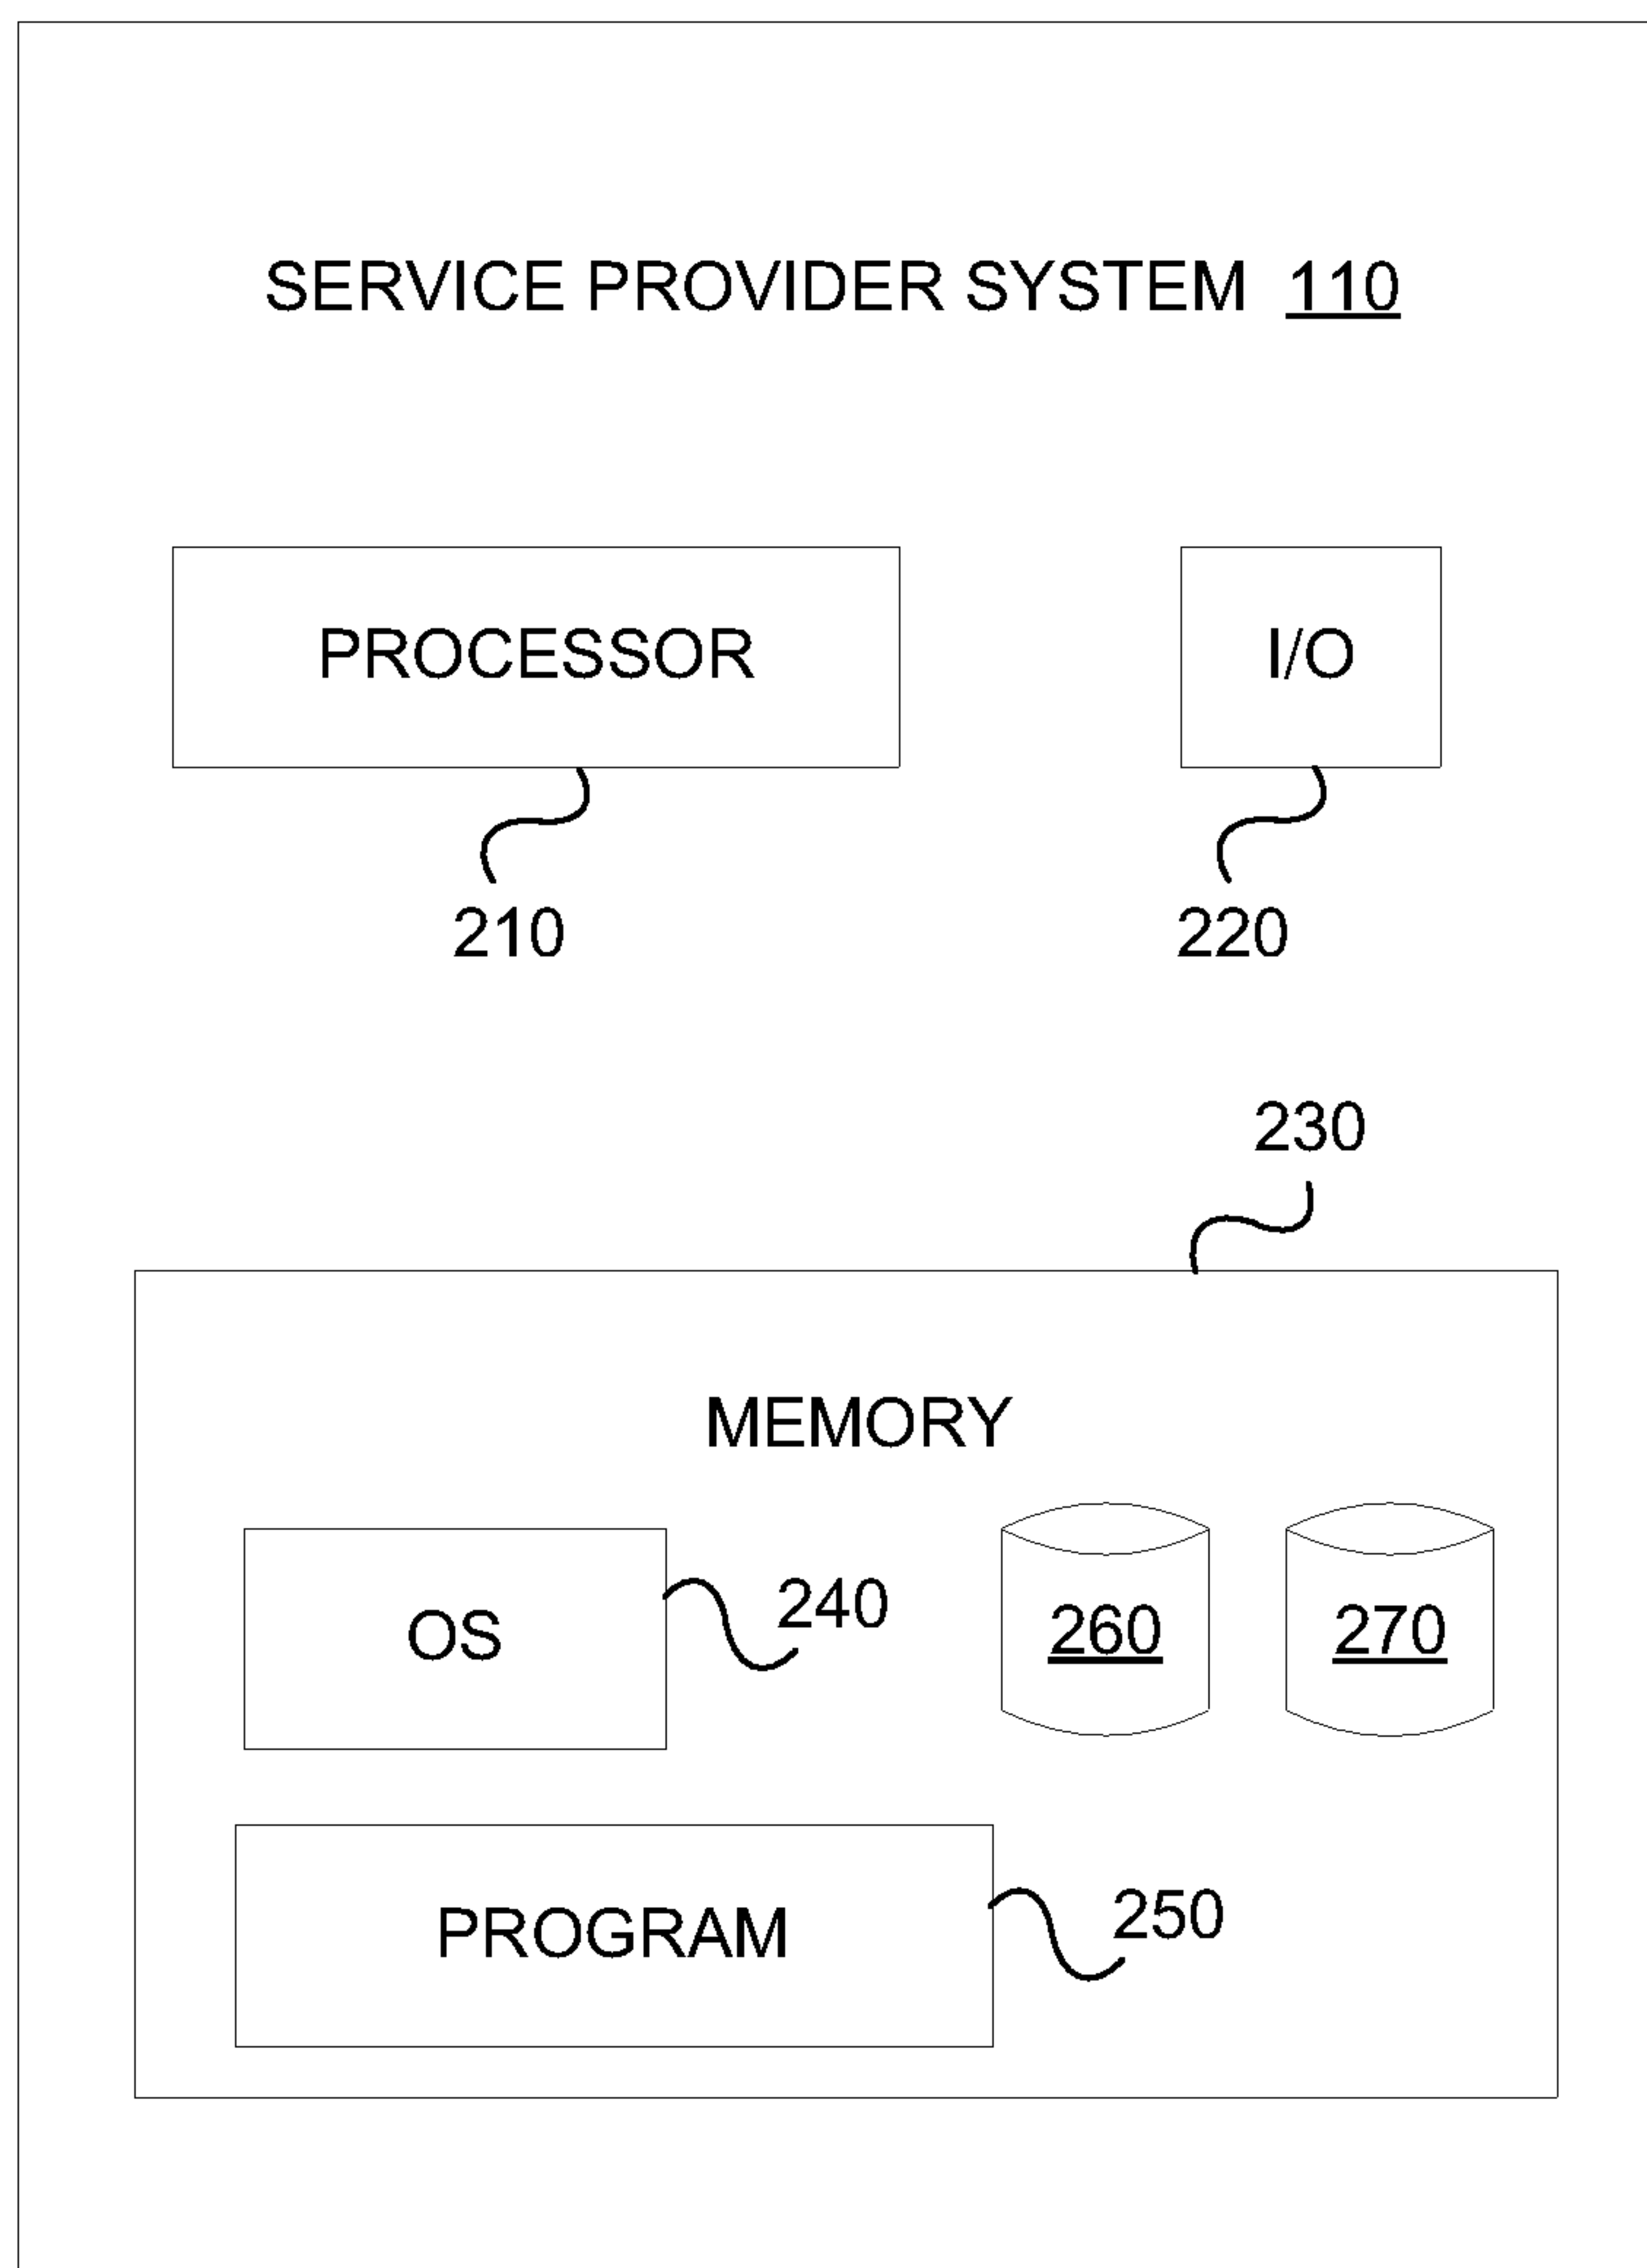 SERVICE PROVIDER SYSTEM 110
PROCESSOR
I/O
210
220
230
MEMORY
OS
240
260
270
PROGRAM
250